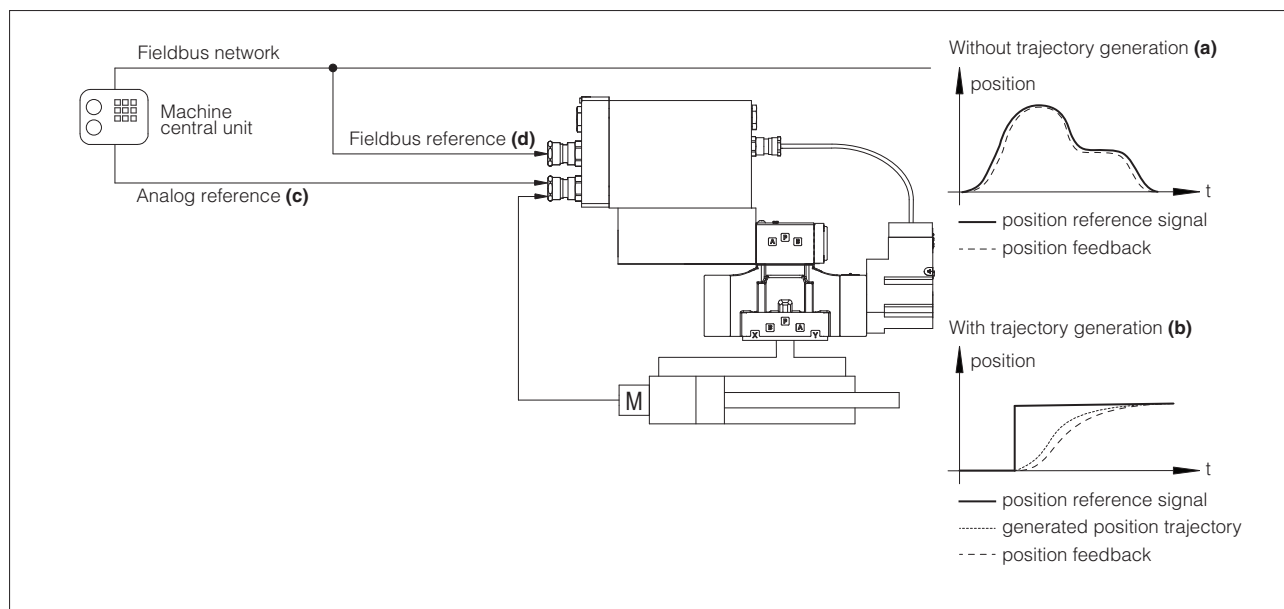 Fieldbus network
Machine
central unit
Fieldbus reference (d)
Analog reference (c)
A P B
B P A
X Y
M
Without trajectory generation (a)
position
t
position reference signal
position feedback
With trajectory generation (b)
position
t
position reference signal
generated position trajectory
position feedback